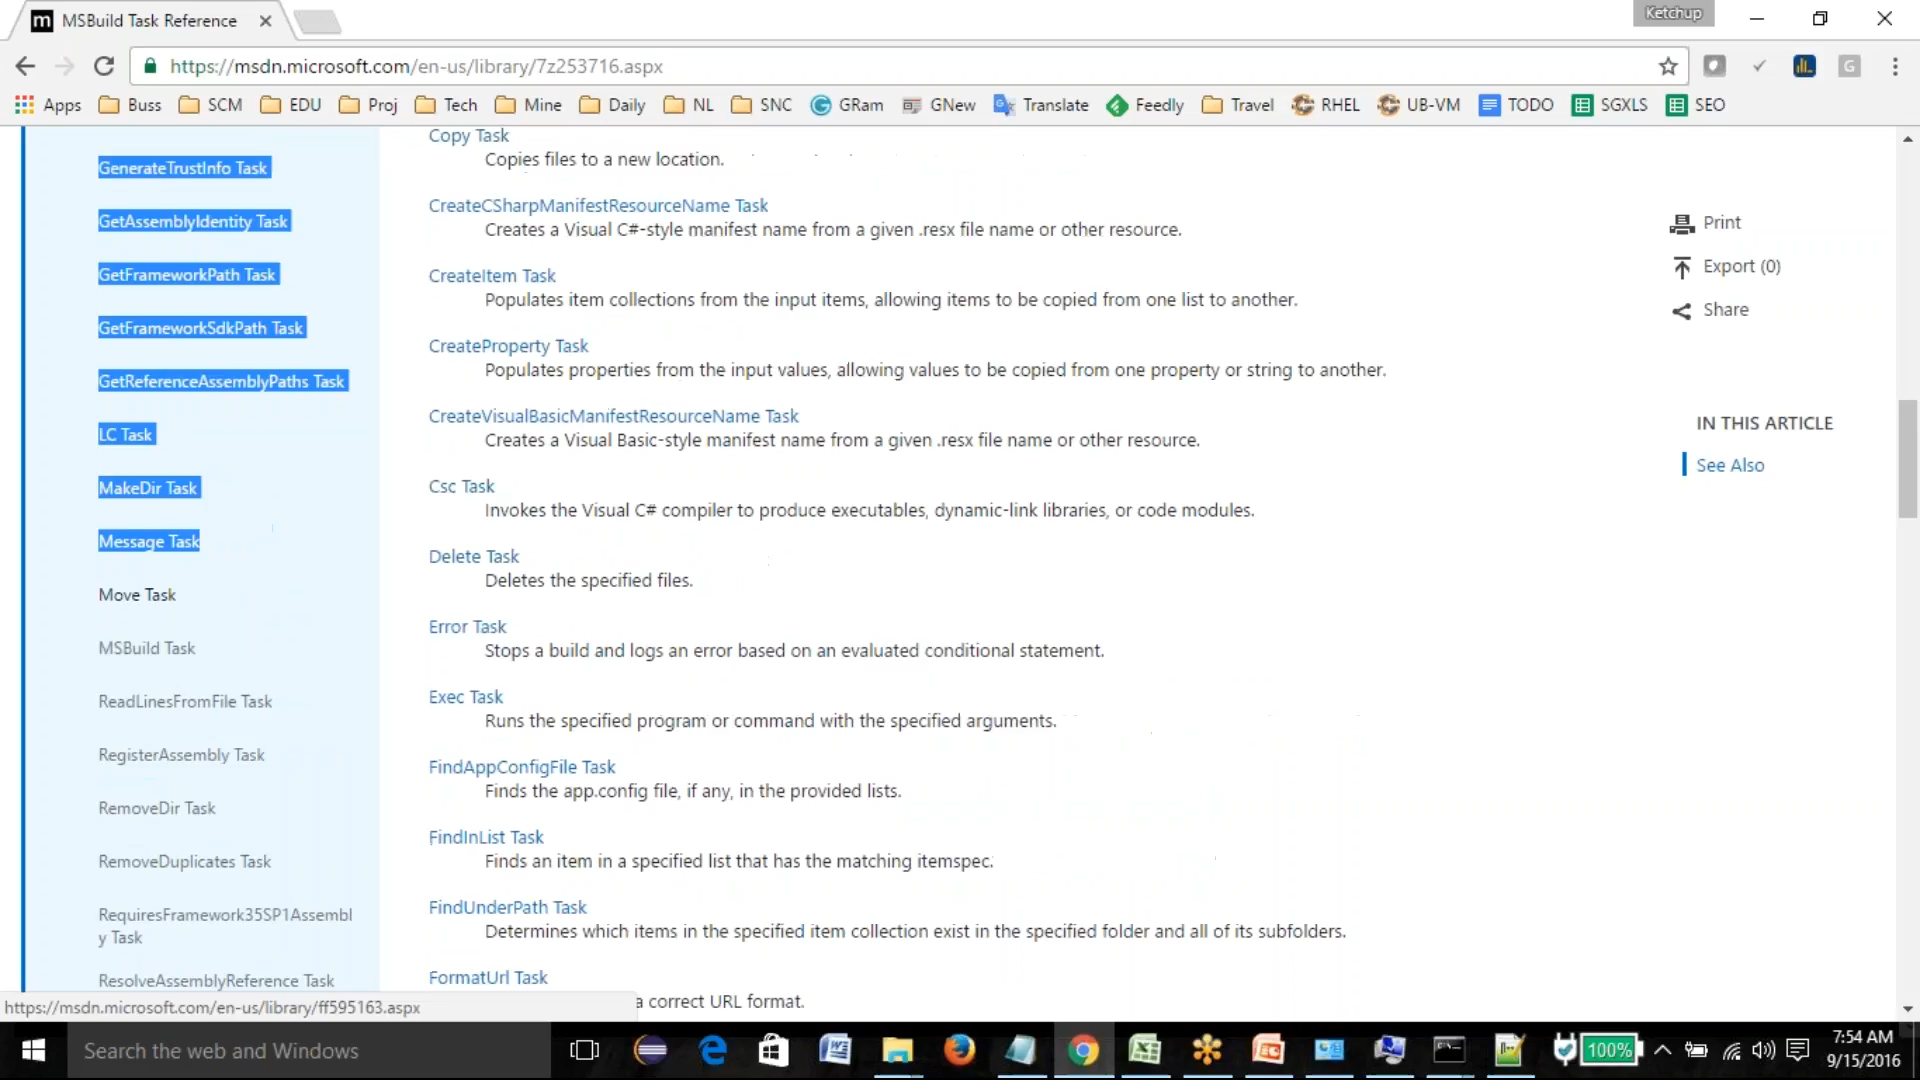 MSBuild Task Reference
Ketchup
https://msdn.microsoft.com/en-us/library/7z253716.aspx
Apps Buss SCM EDU Proj Tech Mine Daily NL SNC GRam GNew Translate Feedly Travel RHEL UB-VM TODO SGXLS SEO
GenerateTrustInfo Task
GetAssemblyIdentity Task
GetFrameworkPath Task
GetFrameworkSdkPath Task
GetReferenceAssemblyPaths Task
LC Task
MakeDir Task
Message Task
Move Task
MSBuild Task
ReadLinesFromFile Task
RegisterAssembly Task
RemoveDir Task
RemoveDuplicates Task
RequiresFramework35SP1Assembl
y Task
ResolveAssemblyReference Task
https://msdn.microsoft.com/en-us/library/ff595163.aspx
Copy Task
Copies files to a new location.
CreateCSharpManifestResourceName Task
Creates a Visual C#-style manifest name from a given .resx file name or other resource.
CreateItem Task
Populates item collections from the input items, allowing items to be copied from one list to another.
CreateProperty Task
Populates properties from the input values, allowing values to be copied from one property or string to another.
CreateVisualBasicManifestResourceName Task
Creates a Visual Basic-style manifest name from a given .resx file name or other resource.
Csc Task
Invokes the Visual C# compiler to produce executables, dynamic-link libraries, or code modules.
Delete Task
Deletes the specified files.
Error Task
Stops a build and logs an error based on an evaluated conditional statement.
Exec Task
Runs the specified program or command with the specified arguments.
FindAppConfigFile Task
Finds the app.config file, if any, in the provided lists.
FindInList Task
Finds an item in a specified list that has the matching itemspec.
FindUnderPath Task
Determines which items in the specified item collection exist in the specified folder and all of its subfolders.
FormatUrl Task
a correct URL format.
Print
Export (0)
Share
IN THIS ARTICLE
See Also
Search the web and Windows
100%
7:54 AM
9/15/2016